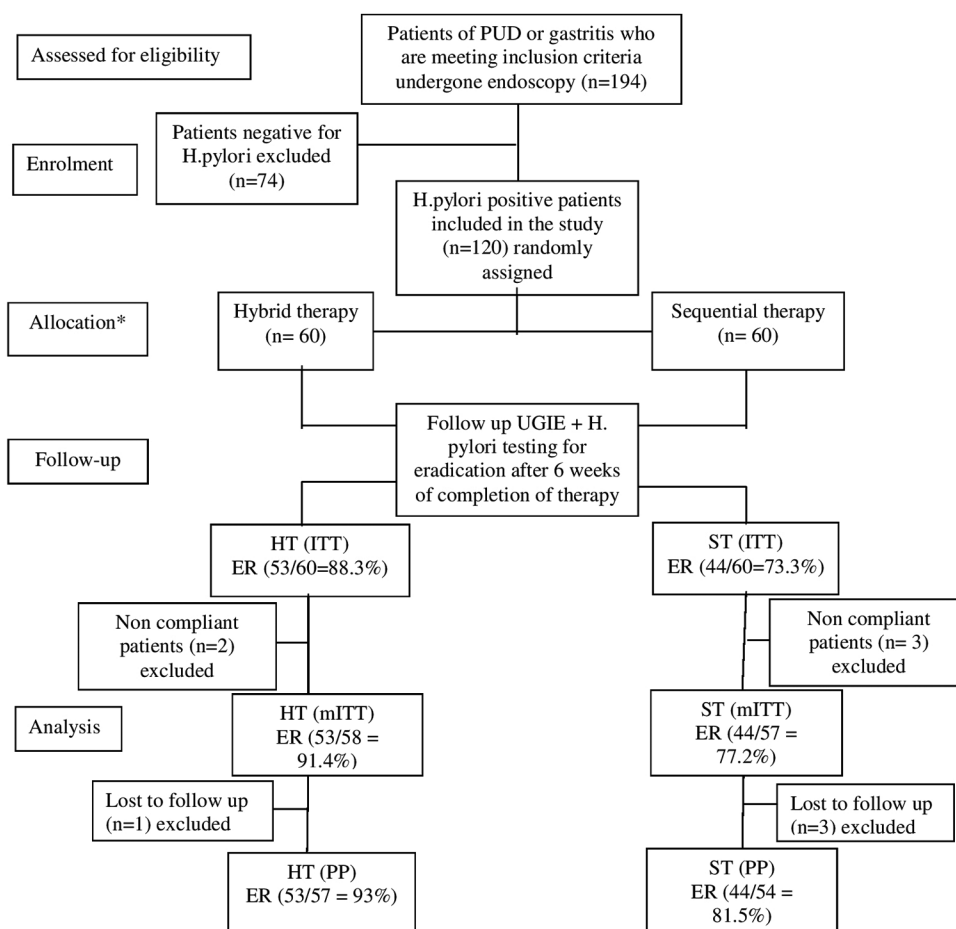 Assessed for eligibility
Patients of PUD or gastritis who
are meeting inclusion criteria
undergone endoscopy (n=194)
Enrolment
Patients negative for
H.pylori excluded
(n=74)
H.pylori positive patients
included in the study
(n=120) randomly
assigned
Allocation*
Hybrid therapy
(n= 60)
Sequential therapy
(n= 60)
Follow-up
Follow up UGIE + H.
pylori testing for
eradication after 6 weeks
of completion of therapy
HT (ITT)
ER (53/60=88.3%)
ST (ITT)
ER (44/60=73.3%)
Non compliant
patients (n=2)
excluded
Non compliant
patients (n= 3)
excluded
Analysis
HT (mITT)
ER (53/58 =
91.4%)
ST (mITT)
ER (44/57 =
77.2%)
Lost to follow up
(n=1) excluded
Lost to follow up
(n=3) excluded
HT (PP)
ER (53/57 = 93%)
ST (PP)
ER (44/54 =
81.5%)